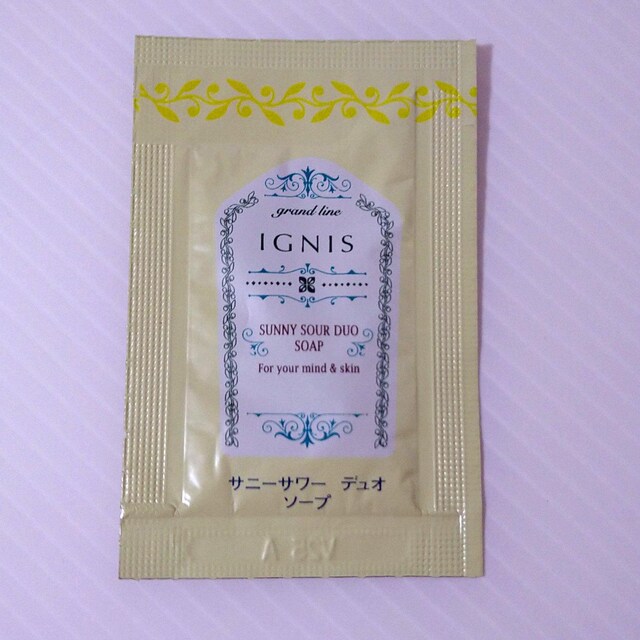 grand line
IGNIS
SUNNY SOUR DUO
SOAP
For your mind & skin
サニーサワー デュオ
ソープ